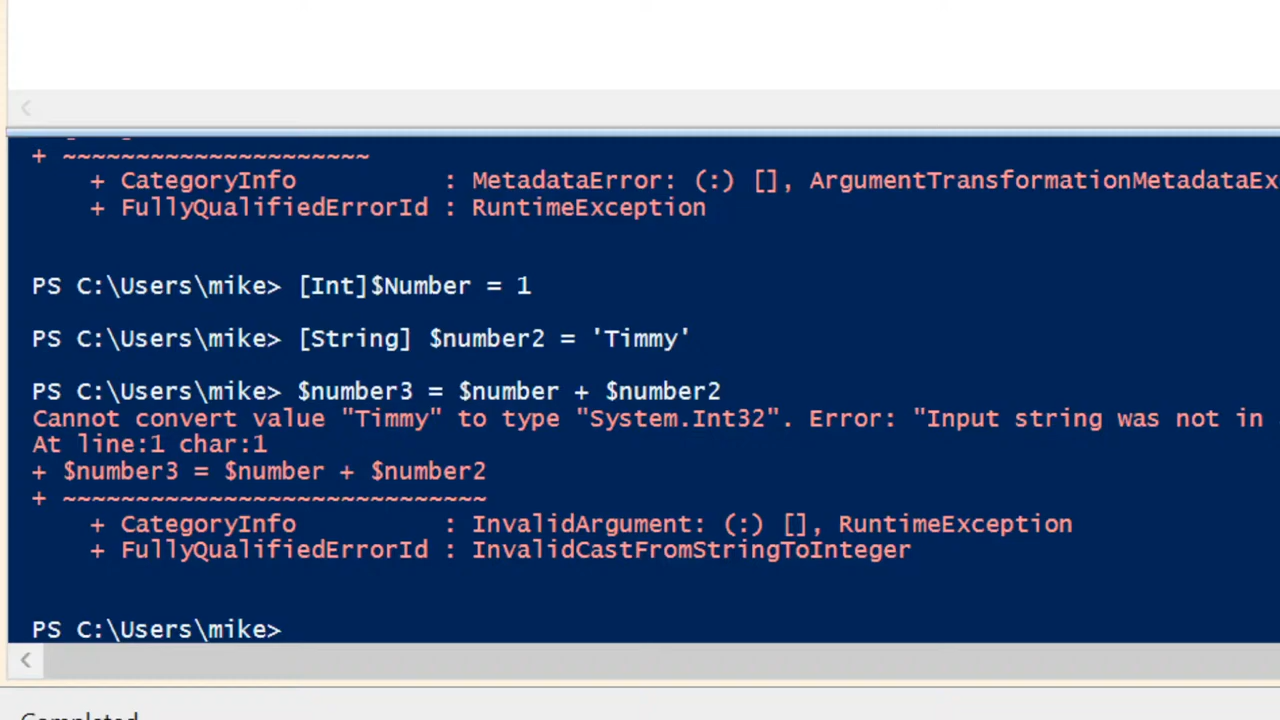 + ~~~~~~~~~~~~~~~~~~~~~
    + CategoryInfo          : MetadataError: (:) [], ArgumentTransformationMetadataEx
    + FullyQualifiedErrorId : RuntimeException
PS C:\Users\mike> [Int]$Number = 1
PS C:\Users\mike> [String] $number2 = 'Timmy'
PS C:\Users\mike> $number3 = $number + $number2
Cannot convert value "Timmy" to type "System.Int32". Error: "Input string was not in
At line:1 char:1
+ $number3 = $number + $number2
+ ~~~~~~~~~~~~~~~~~~~~~~~~~~~~~
    + CategoryInfo          : InvalidArgument: (:) [], RuntimeException
    + FullyQualifiedErrorId : InvalidCastFromStringToInteger
PS C:\Users\mike>
Completed